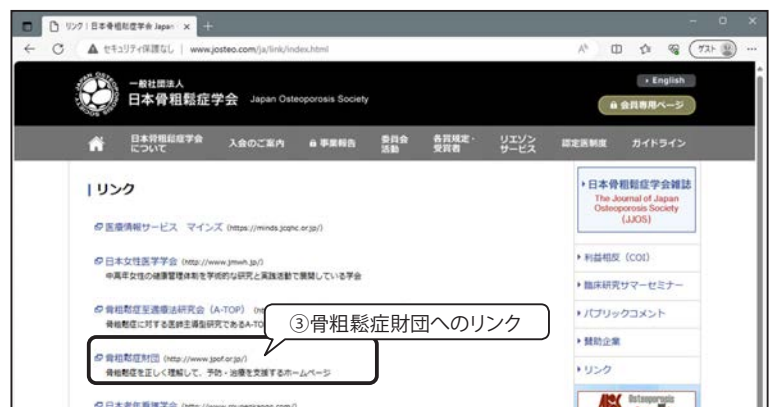 リンク | 日本骨粗鬆症学会 Japan
セキュリティ保護なし | www.josteo.com/ja/link/index.html
ゲスト
一般社団法人
日本骨粗鬆症学会 Japan Osteoporosis Society
English
会員専用ページ
日本骨粗鬆症学会について
入会のご案内
事業報告
委員会活動
各賞規定・受賞者
リエゾンサービス
認定医制度
ガイドライン
リンク
医療情報サービス マインズ (https://minds.jcqhc.or.jp/)
日本女性医学学会 (http://www.jmwh.jp/)
中高年女性の健康管理体制を学術的な研究と実践活動で展開している学会
骨粗鬆症至適療法研究会 (A-TOP)
骨粗鬆症に対する医師主導型研究であるA-TO
③骨粗鬆症財団へのリンク
骨粗鬆症財団 (http://www.jpof.or.jp/)
骨粗鬆症を正しく理解して、予防・治療を支援するホームページ
日本骨粗鬆症学会雑誌
The Journal of Japan
Osteoporosis Society
(JJOS)
利益相反 (COI)
臨床研究サマーセミナー
パブリックコメント
賛助企業
リンク
Osteoporosis